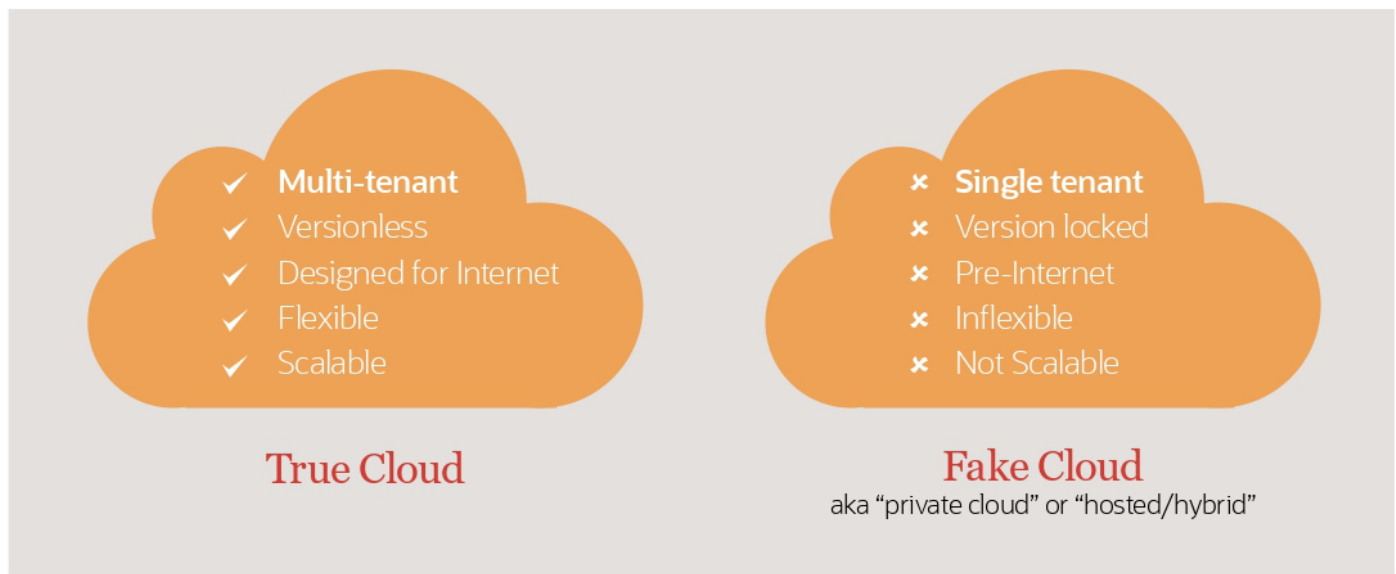 Multi-tenant
Versionless
Designed for Internet
Flexible
Scalable
True Cloud
Single tenant
Version locked
Pre-Internet
Inflexible
Not Scalable
Fake Cloud
aka “private cloud” or “hosted/hybrid”